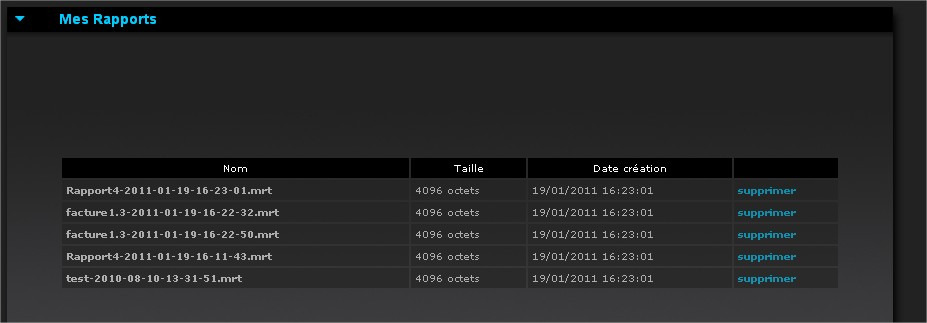 Mes Rapports
Nom Taille Date création
Rapport4-2011-01-19-16-23-01.mrt 4096 octets 19/01/2011 16:23:01 supprimer
facture1.3-2011-01-19-16-22-32.mrt 4096 octets 19/01/2011 16:23:01 supprimer
facture1.3-2011-01-19-16-22-50.mrt 4096 octets 19/01/2011 16:23:01 supprimer
Rapport4-2011-01-19-16-11-43.mrt 4096 octets 19/01/2011 16:23:01 supprimer
test-2010-08-10-13-31-51.mrt 4096 octets 19/01/2011 16:23:01 supprimer